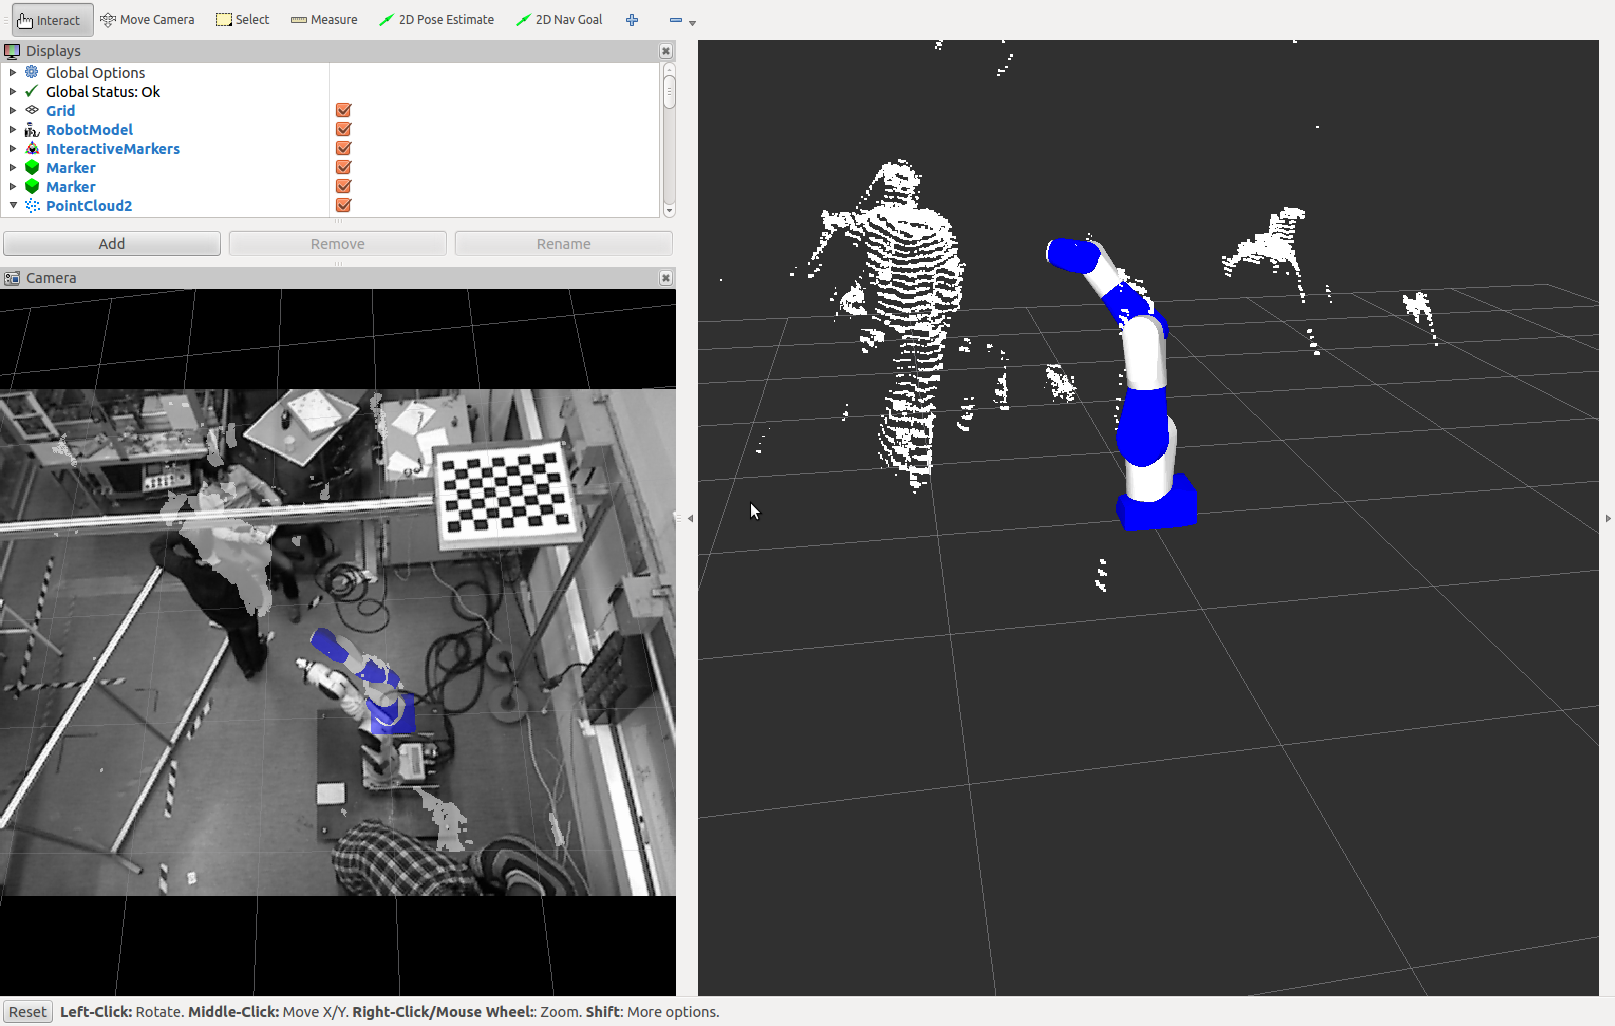 Interact Move Camera Select Measure 2D Pose Estimate 2D Nav Goal
Displays
Global Options
Global Status: Ok
Grid
RobotModel
InteractiveMarkers
Marker
Marker
PointCloud2
Add Remove Rename
Camera
Reset Left-Click: Rotate. Middle-Click: Move X/Y. Right-Click/Mouse Wheel:: Zoom. Shift: More options.